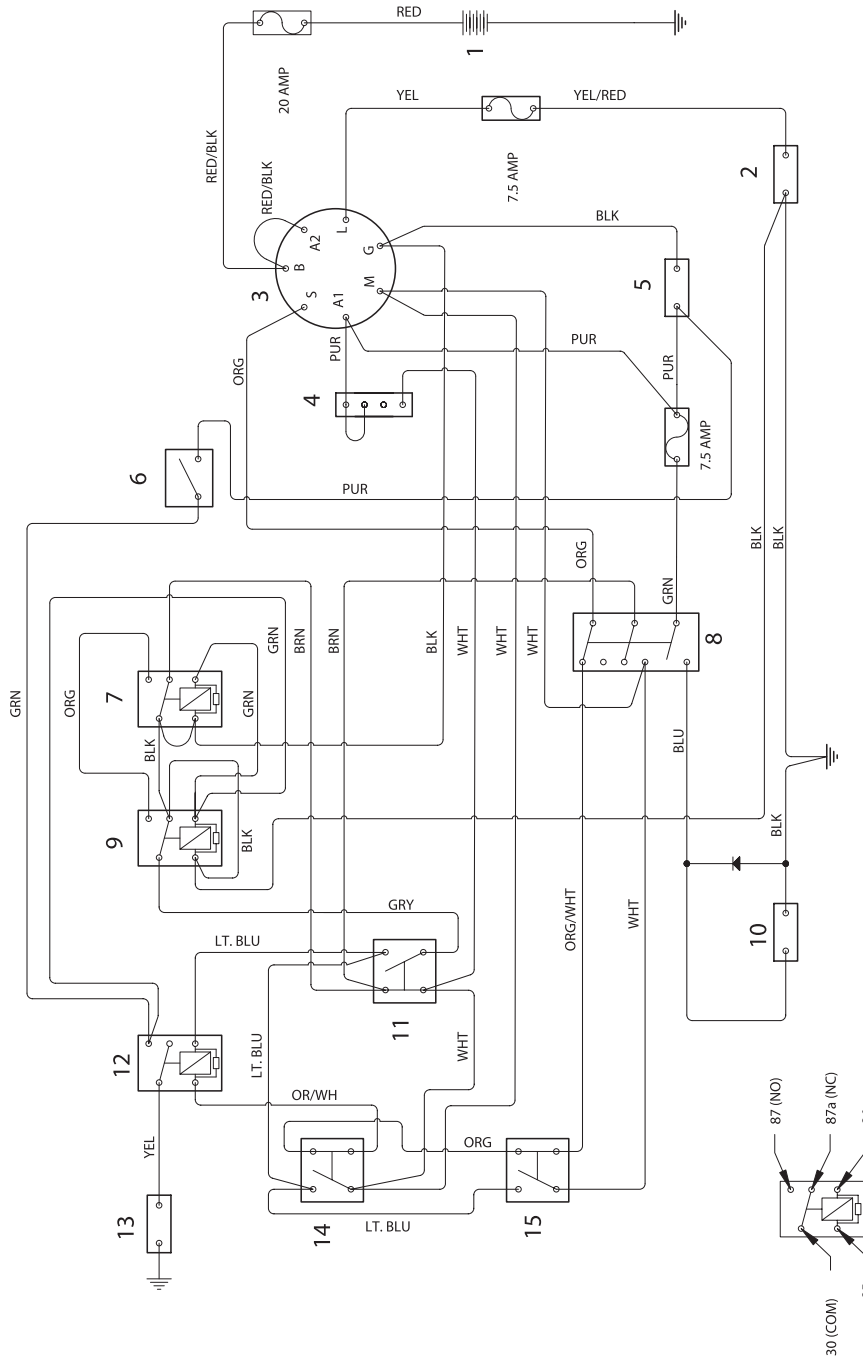 RED
20 AMP
1
RED/BLK
RED/BLK
YEL
YEL/RED
7.5 AMP
2
3
B
A2
S
L
A1
G
M
BLK
ORG
PUR
4
5
PUR
PUR
7.5 AMP
6
PUR
ORG
GRN
BLK
BLK
8
GRN
ORG
7
GRN
GRN
BRN
BRN
BLK
WHT
WHT
WHT
BLK
9
BLK
BLU
BLK
GRY
LT. BLU
11
ORG/WHT
WHT
10
12
LT. BLU
WHT
OR/WH
YEL
ORG
13
14
LT. BLU
15
87 (NO)
87a (NC)
30 (COM)